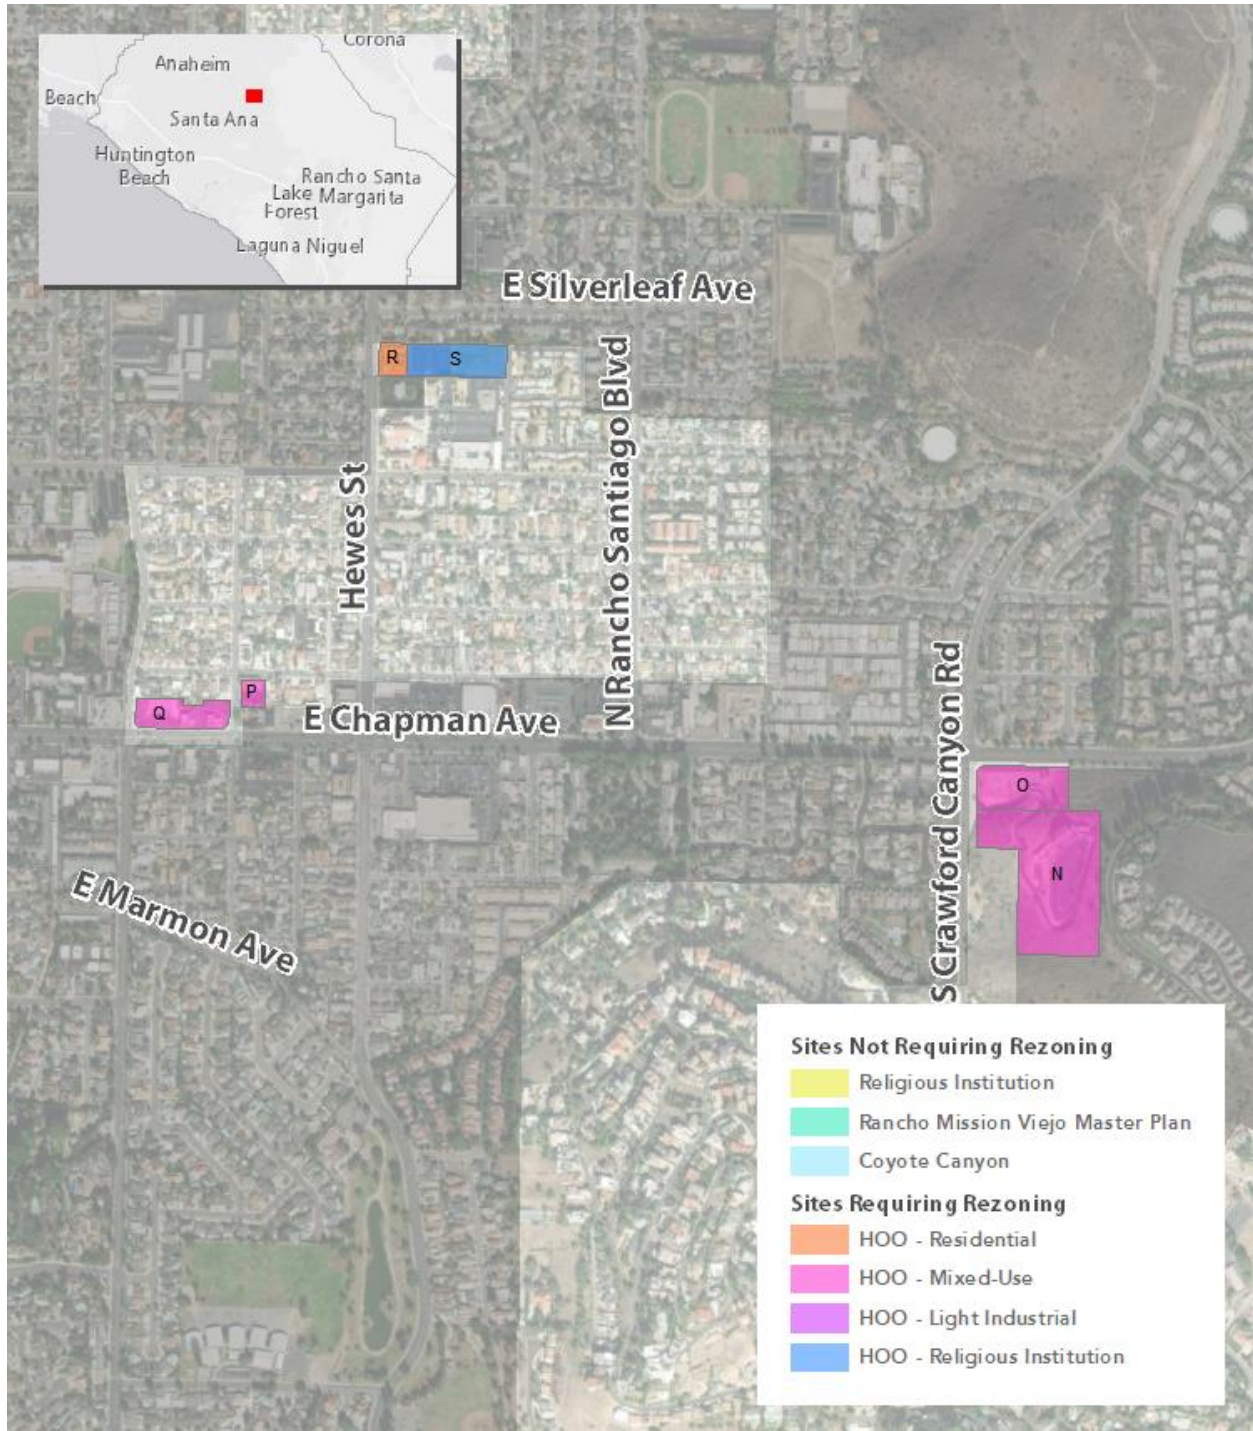 Corona
Anaheim
Beach
Santa Ana
Huntington
Beach
Rancho Santa
Lake Margarita
Forest
Laguna Niguel
E Silverleaf Ave
R
S
N Rancho Santiago Blvd
Hewes St
P
Q
E Chapman Ave
S Crawford Canyon Rd
O
N
E Marmon Ave
Sites Not Requiring Rezoning
Religious Institution
Rancho Mission Viejo Master Plan
Coyote Canyon
Sites Requiring Rezoning
HOO - Residential
HOO - Mixed-Use
HOO - Light Industrial
HOO - Religious Institution